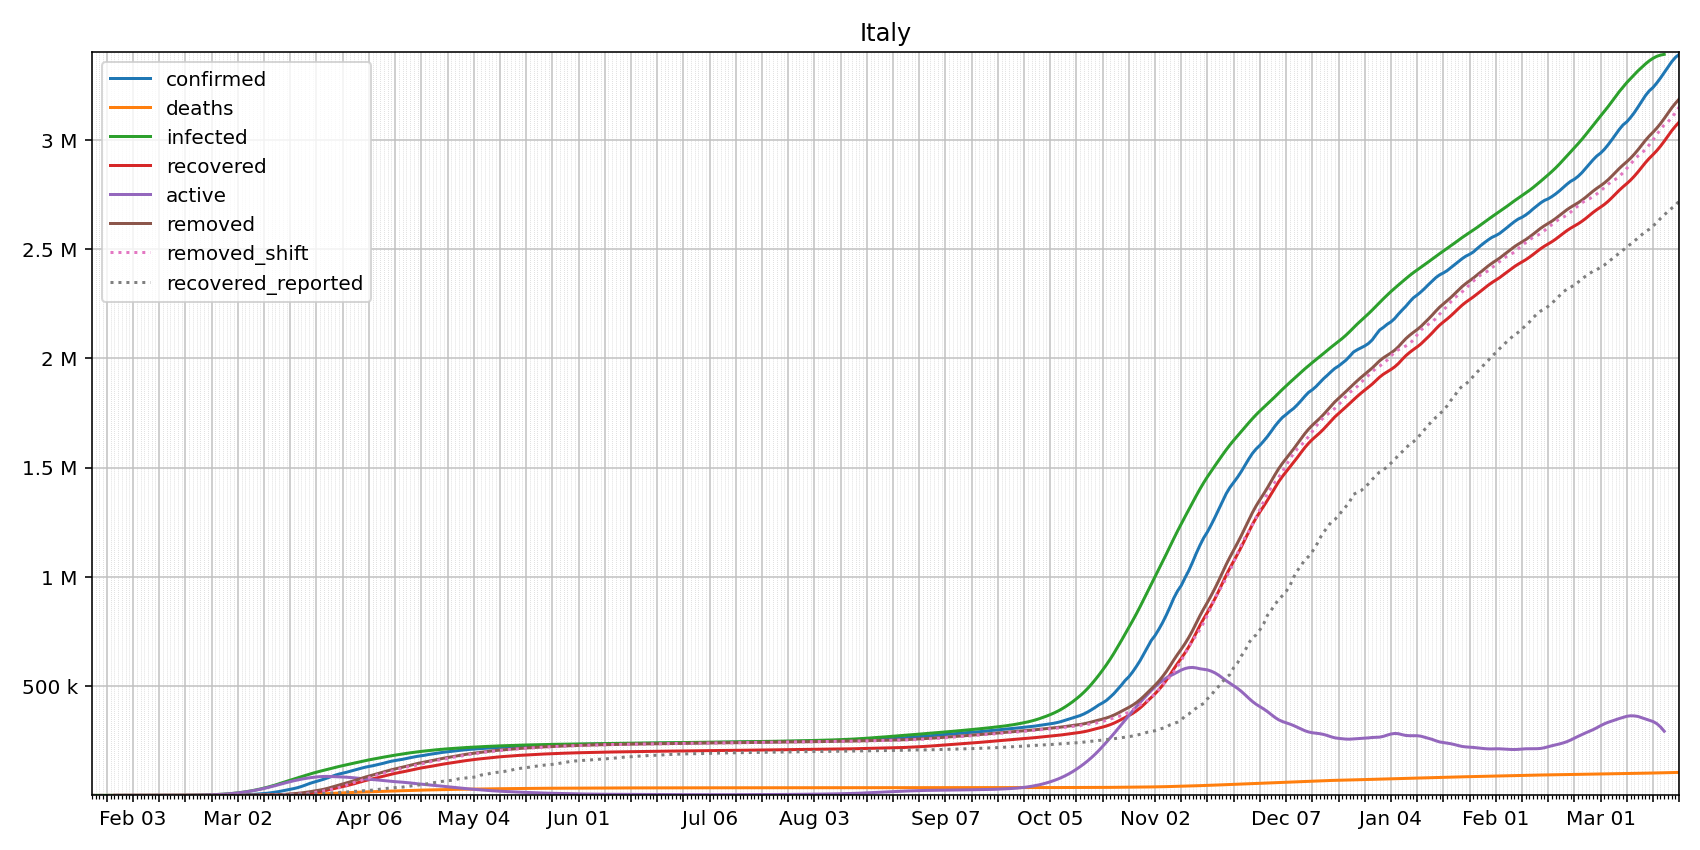 Italy
confirmed
deaths
infected
recovered
active
removed
removed_shift
recovered_reported
3 M
2.5 M
2 M
1.5 M
1 M
500 k
Feb 03 Mar 02 Apr 06 May 04 Jun 01 Jul 06 Aug 03 Sep 07 Oct 05 Nov 02 Dec 07 Jan 04 Feb 01 Mar 01